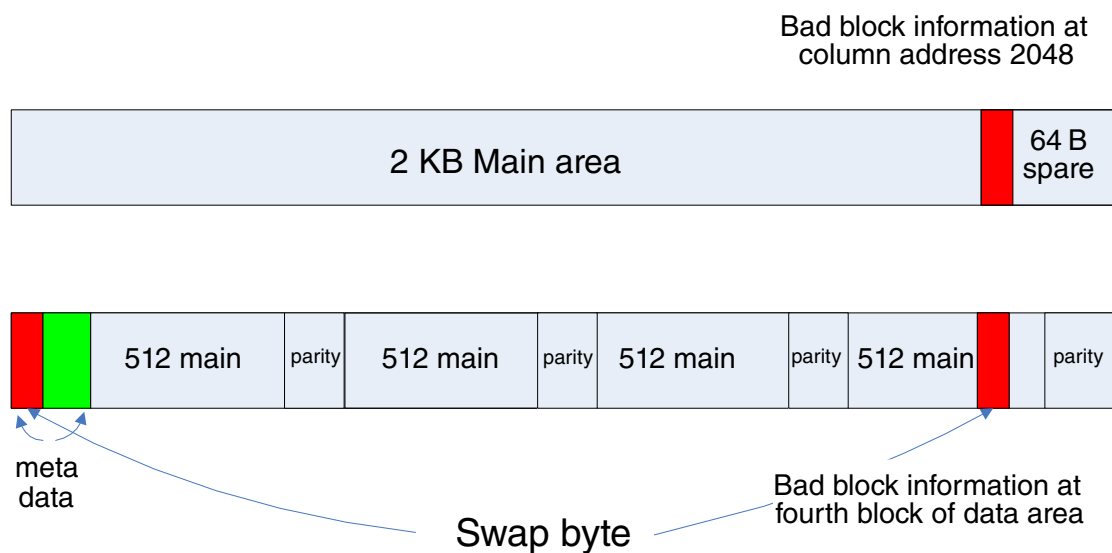 Bad block information at
column address 2048
2 KB Main area
64 B
spare
512 main
parity
512 main
parity
512 main
parity
512 main
parity
meta
data
Swap byte
Bad block information at
fourth block of data area